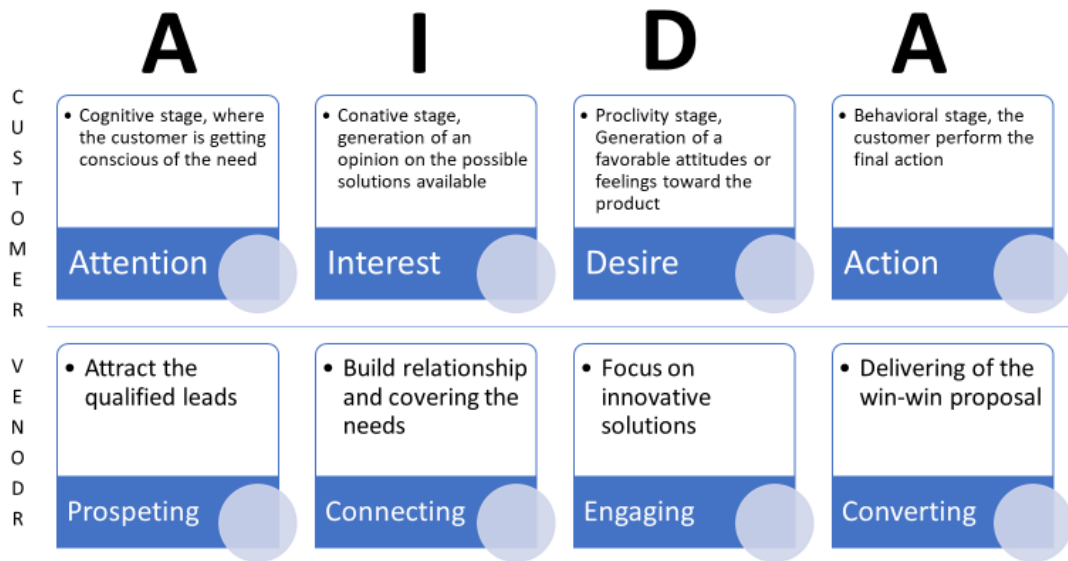 A I D A
CUSTOMER
• Cognitive stage, where
the customer is getting
conscious of the need
Attention
• Conative stage,
generation of an
opinion on the possible
solutions available
Interest
• Proclivity stage,
Generation of a
favorable attitudes or
feelings toward the
product
Desire
• Behavioral stage, the
customer perform the
final action
Action
VENODR
• Attract the
qualified leads
Prospeting
• Build relationship
and covering the
needs
Connecting
• Focus on
innovative
solutions
Engaging
• Delivering of the
win-win proposal
Converting